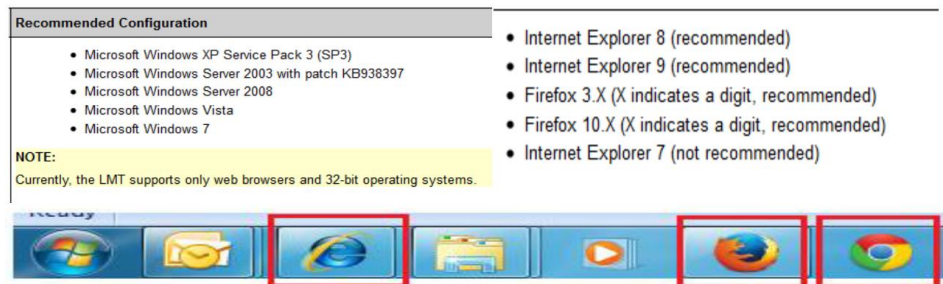 Recommended Configuration
• Microsoft Windows XP Service Pack 3 (SP3)
• Microsoft Windows Server 2003 with patch KB938397
• Microsoft Windows Server 2008
• Microsoft Windows Vista
• Microsoft Windows 7
NOTE:
Currently, the LMT supports only web browsers and 32-bit operating systems.
• Internet Explorer 8 (recommended)
• Internet Explorer 9 (recommended)
• Firefox 3.X (X indicates a digit, recommended)
• Firefox 10.X (X indicates a digit, recommended)
• Internet Explorer 7 (not recommended)
Ready